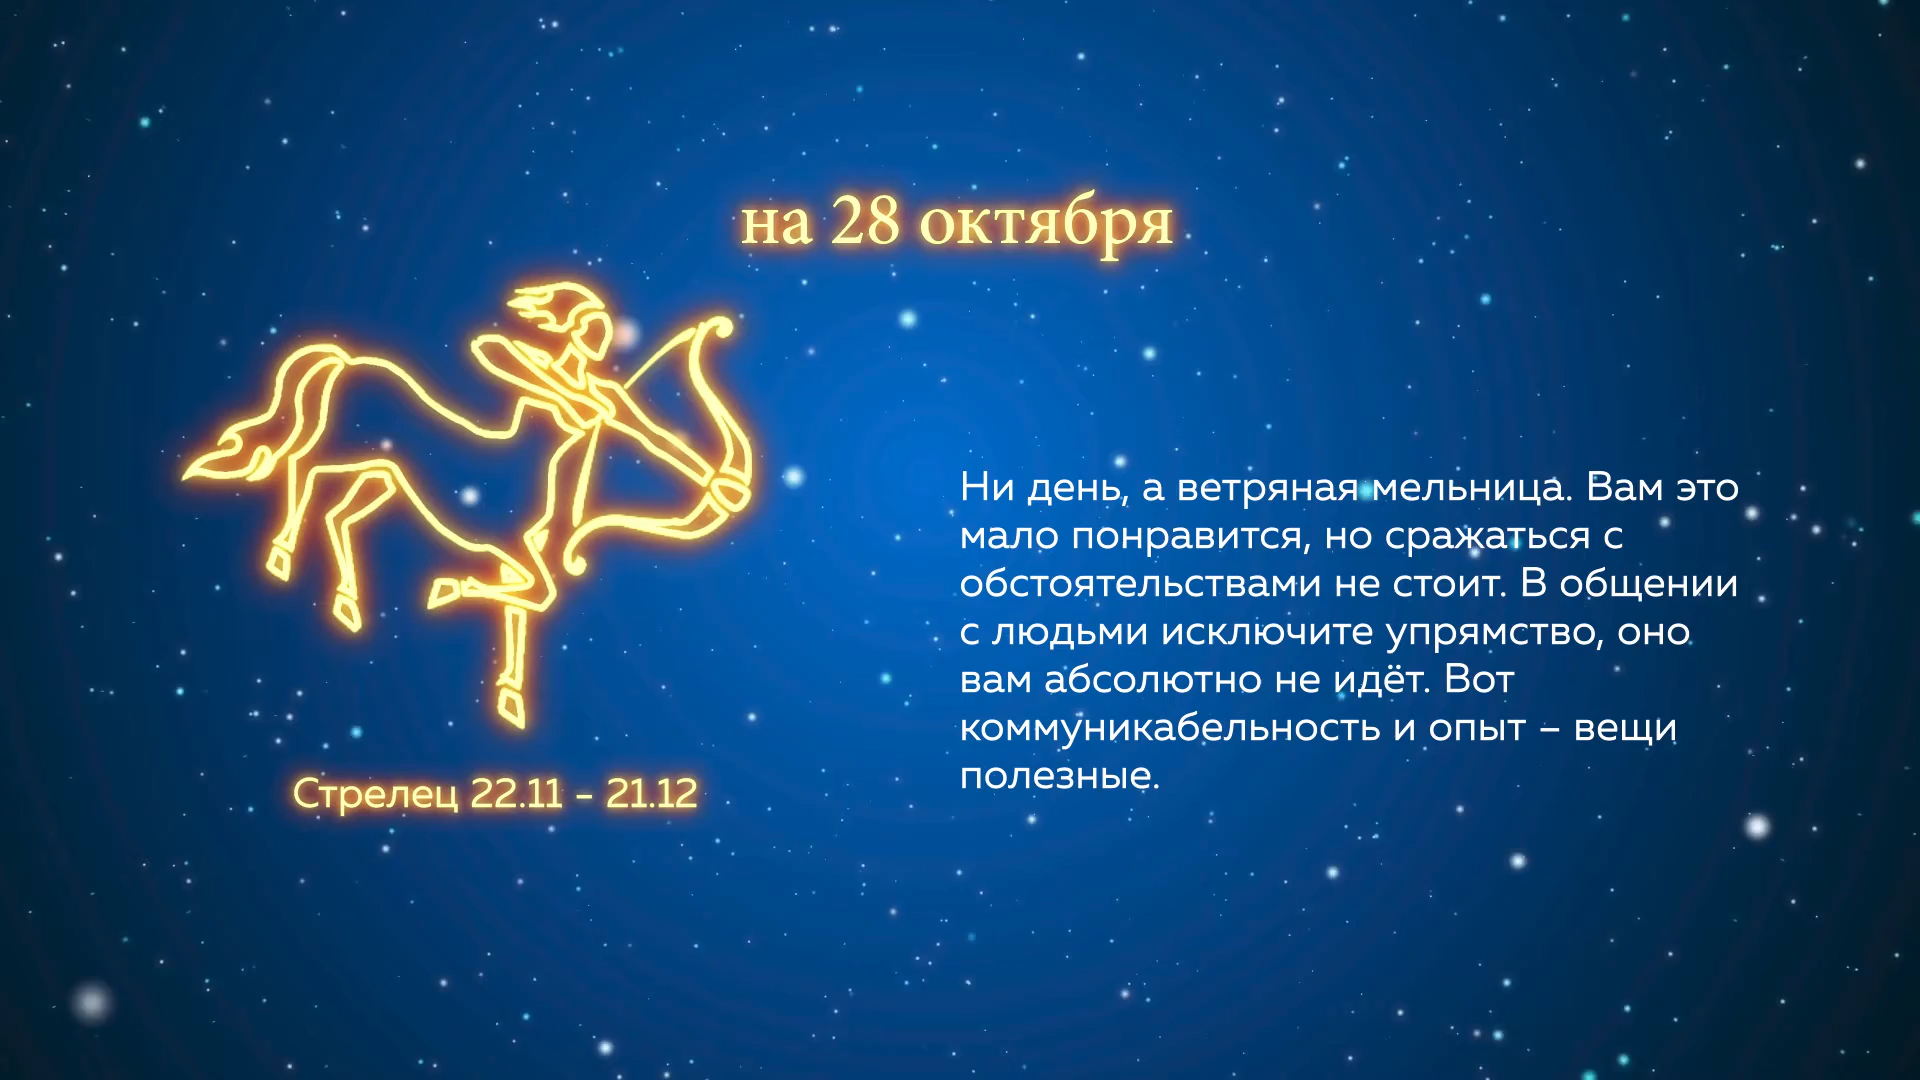 на 28 октября
Ни день, а ветряная мельница. Вам это
мало понравится, но сражаться с
обстоятельствами не стоит. В общении
с людьми исключите упрямство, оно
вам абсолютно не идёт. Вот
коммуникабельность и опыт – вещи
полезные.
Стрелец 22.11 - 21.12